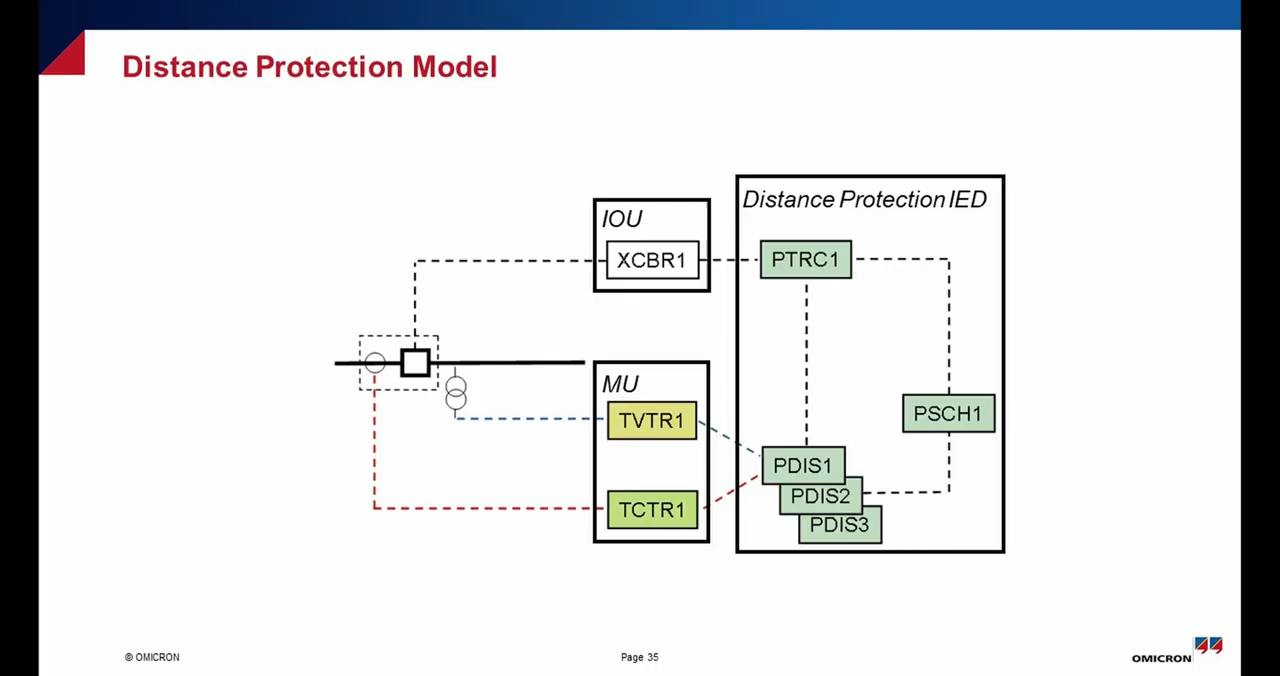 Distance Protection Model
IOU
XCBR1
Distance Protection IED
PTRC1
MU
TVTR1
TCTR1
PSCH1
PDIS1
PDIS2
PDIS3
© OMICRON
Page 35
OMICRON